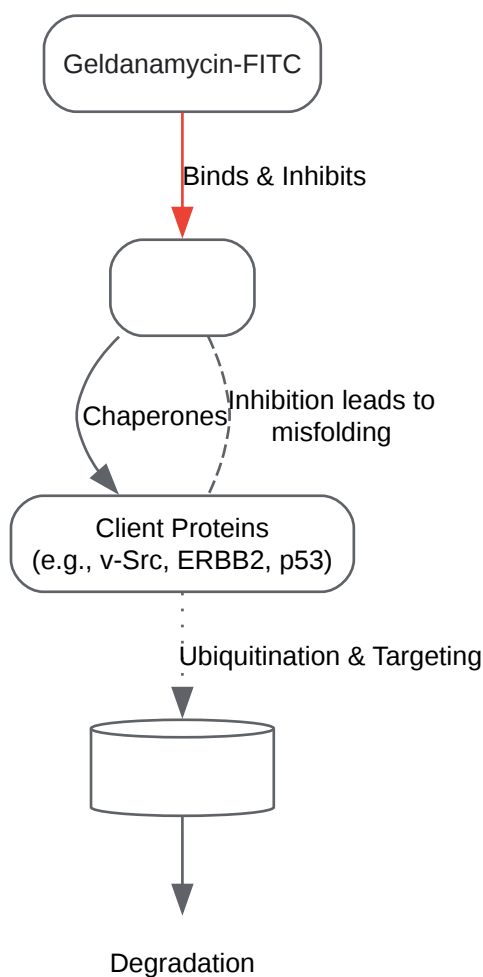 Geldanamycin-FITC
Binds & Inhibits
Chaperones
Inhibition leads to
misfolding
Client Proteins
(e.g., v-Src, ERBB2, p53)
Ubiquitination & Targeting
Degradation